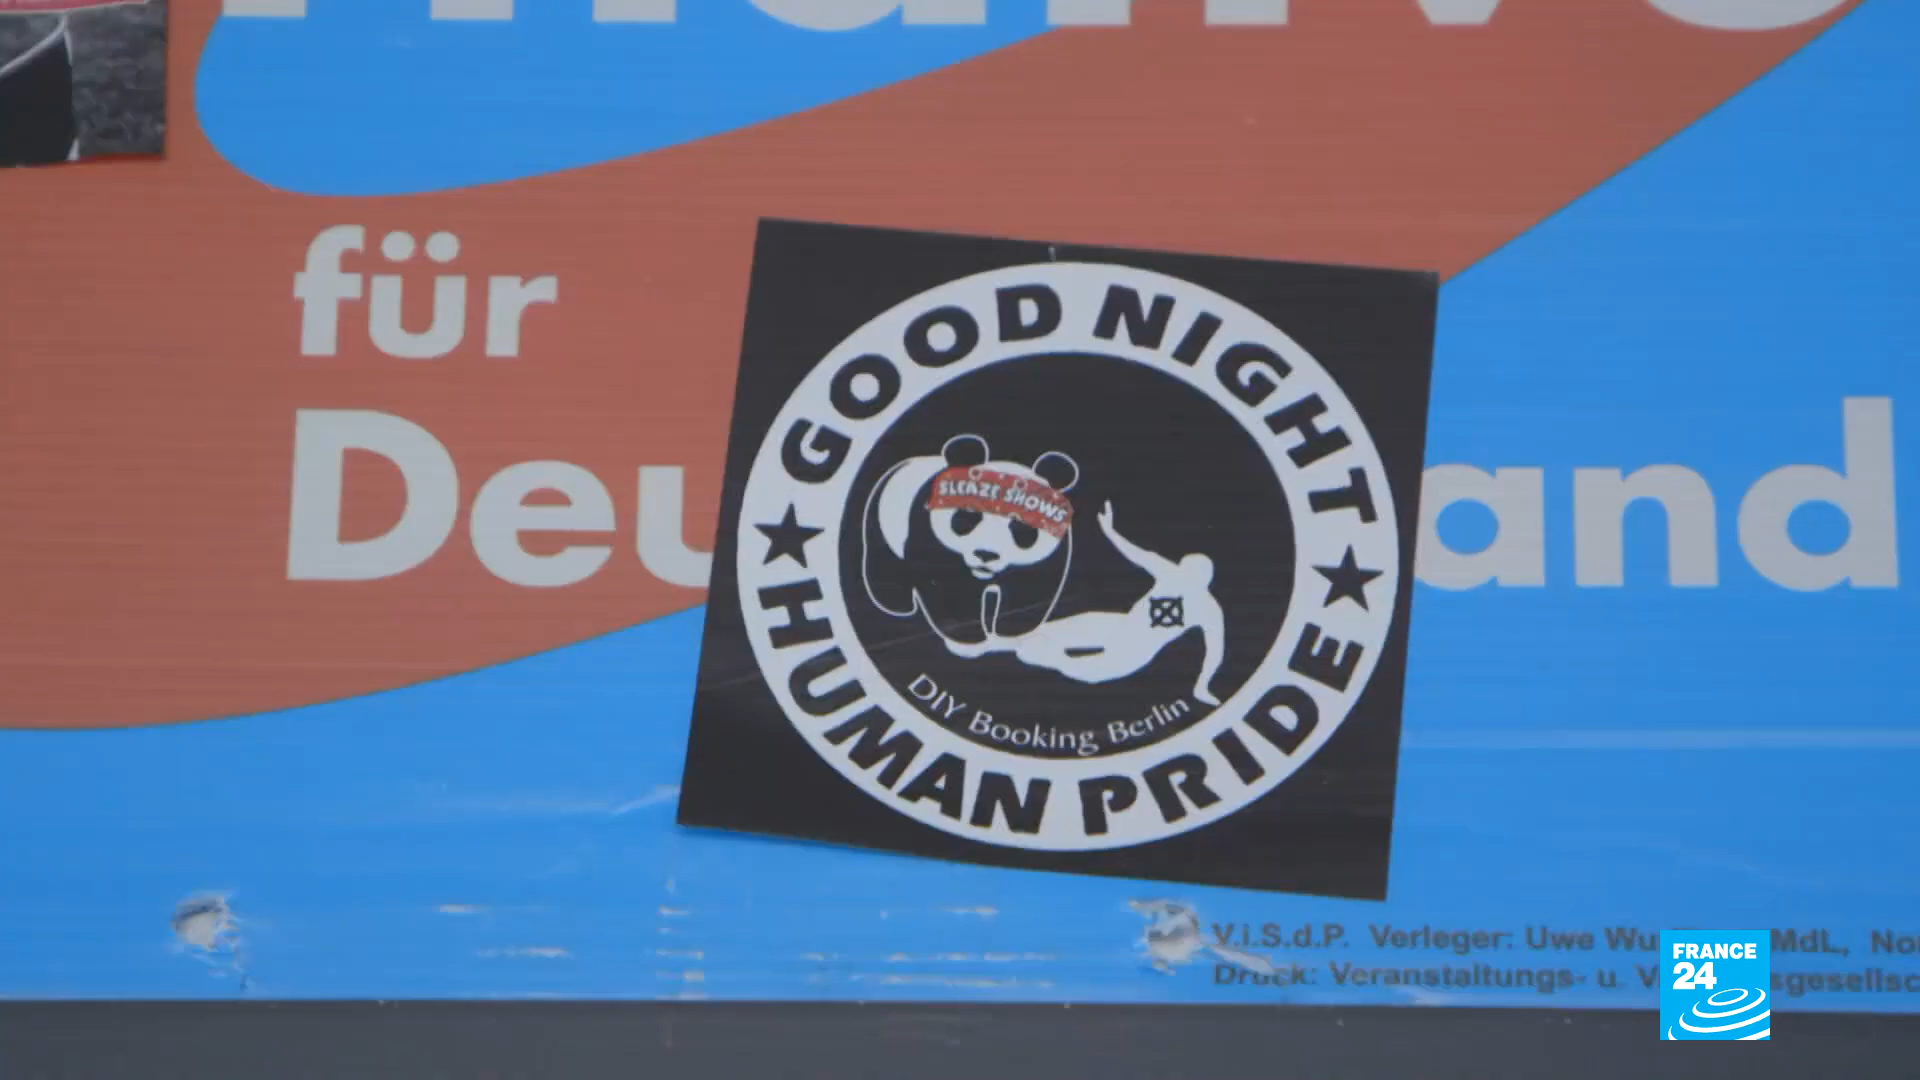 für
Deu
and
GOOD NIGHT
SLEAZE SHOWS
DIY Booking Berlin
HUMAN PRIDE
V.i.S.d.P. Verleger: Uwe Wu MdL,
Druck: Veranstaltungs- u. V
FRANCE
24